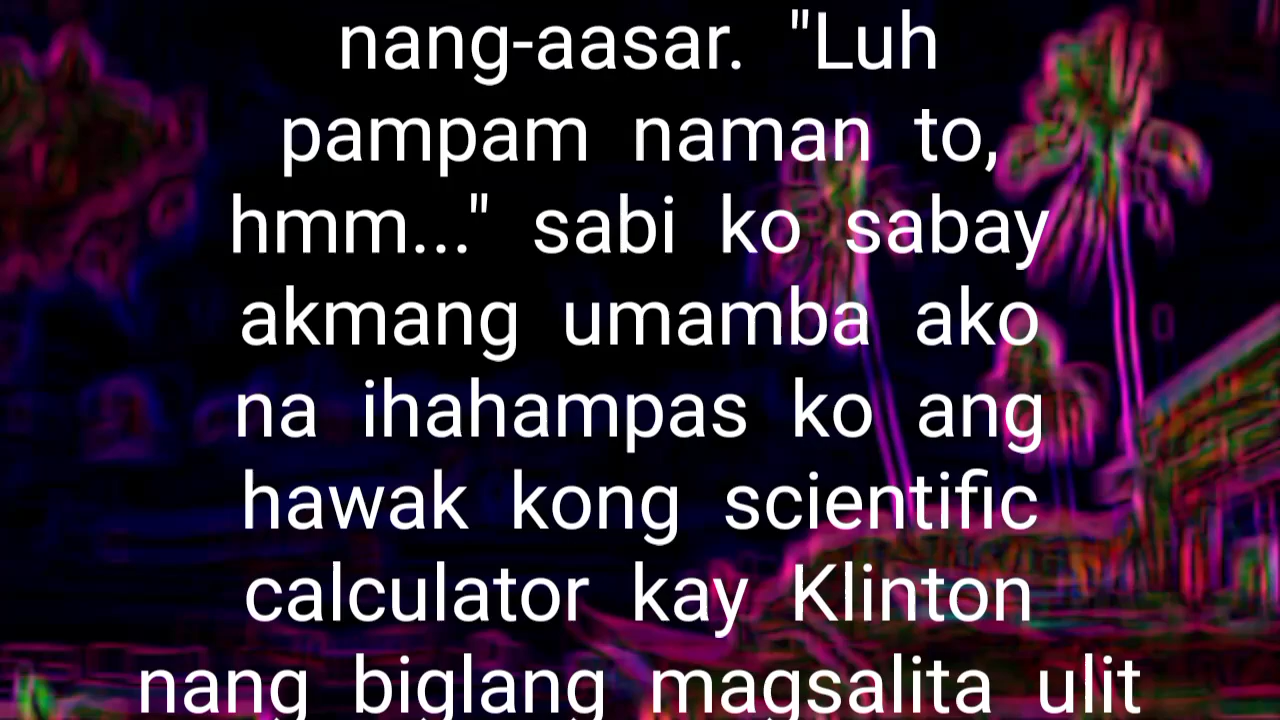 nang-aasar. "Luh
pampam naman to,
hmm..." sabi ko sabay
akmang umamba ako
na ihahampas ko ang
hawak kong scientific
calculator kay Klinton
nang biglang magsalita ulit